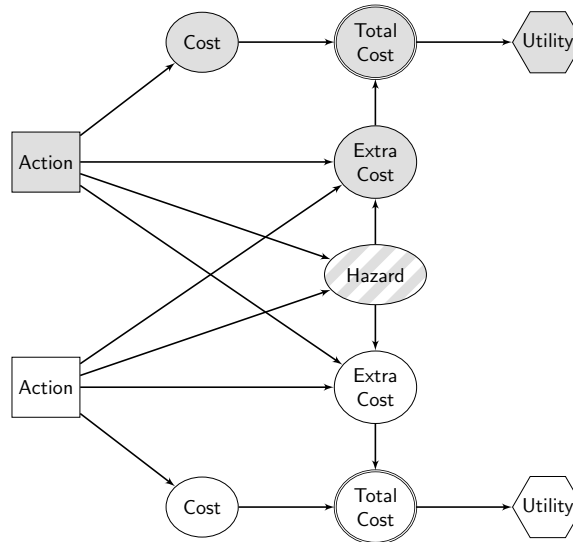 Cost
Total
Cost
Utility
Action
Extra
Cost
Hazard
Action
Extra
Cost
Cost
Total
Cost
Utility